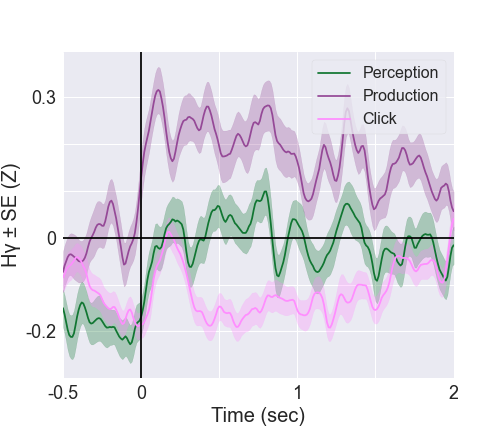 Perception
Production
Click
0.3
0
-0.2
Hγ ± SE (Z)
-0.5
0
1
2
Time (sec)